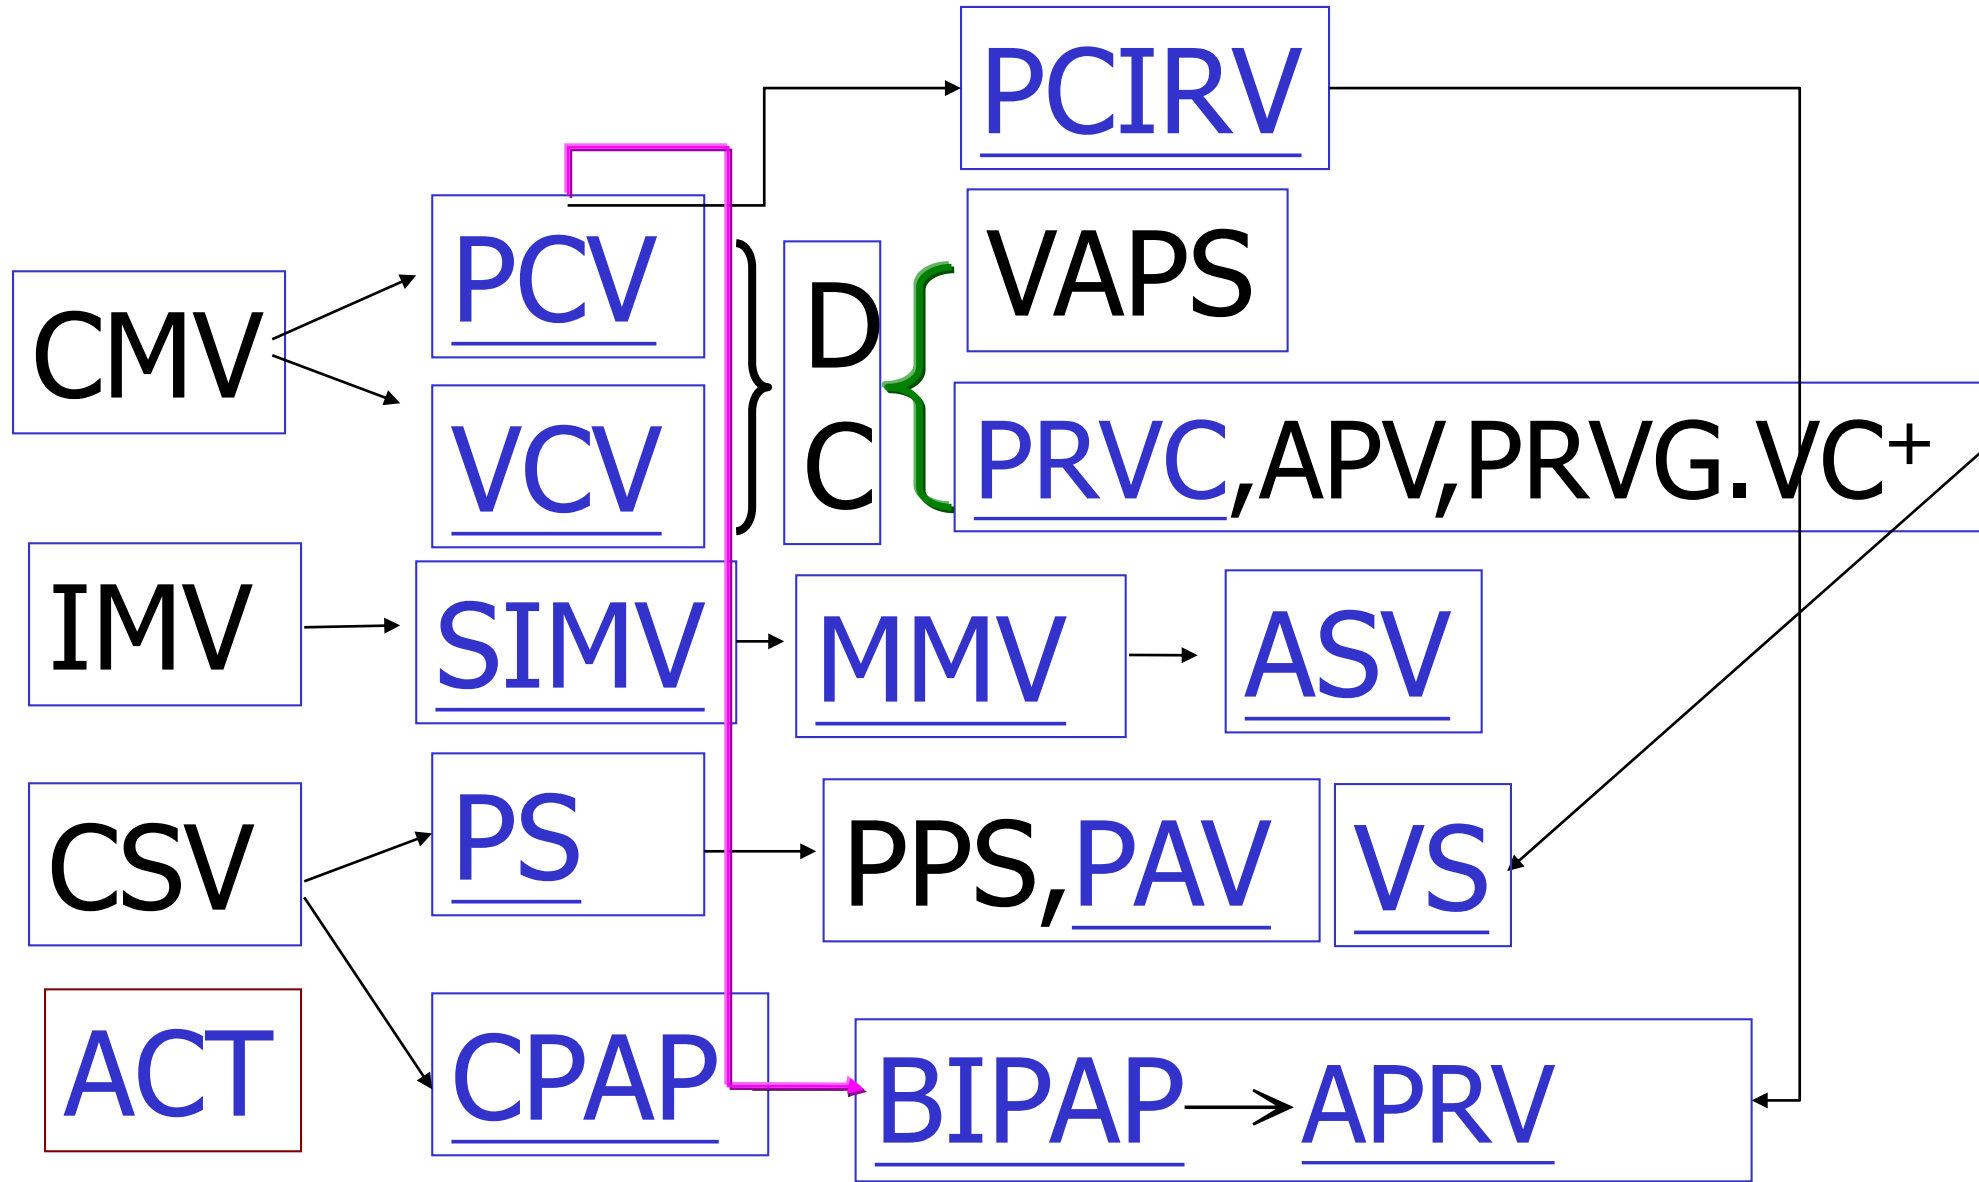 PCIRV
PCV
VAPS
CMV
D
C
VCV
PRVC,APV,PRVG.VC+
IMV
SIMV
MMV
ASV
CSV
PS
PPS,PAV
VS
ACT
CPAP
BIPAP
APRV